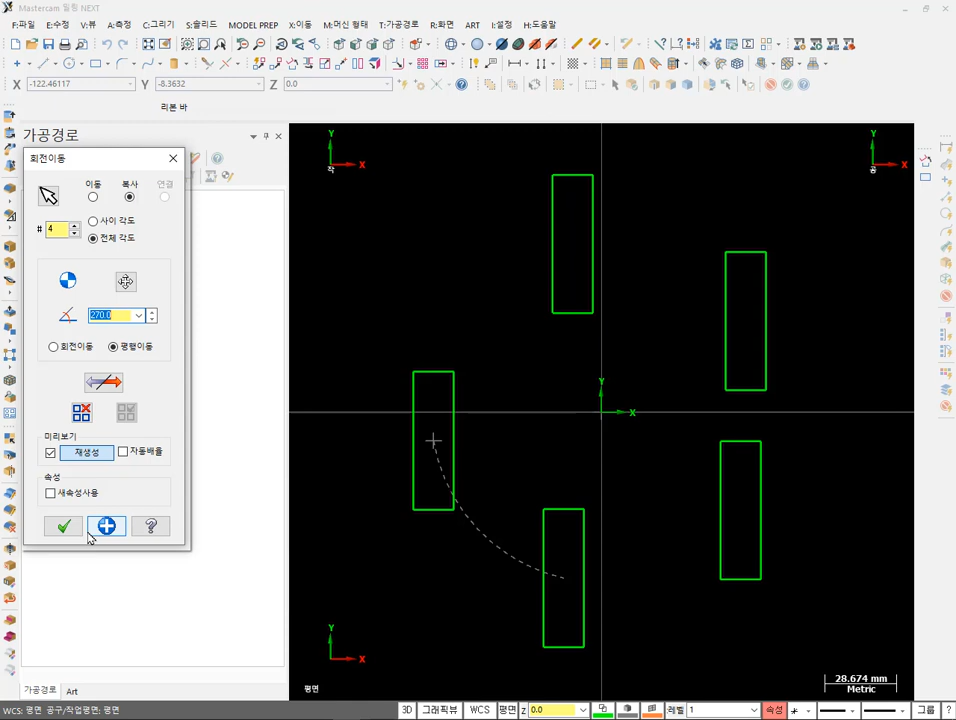 Mastercam 밀링 NEXT
F:파일 E:수정 V:뷰 A:측정 C:그리기 S:솔리드 MODEL PREP X:이동 M:머신 형태 T:가공경로 R:화면 ART I:설정 H:도움말
X -122.46117 Y -8.3632 Z 0.0
리본 바
가공경로
회전이동
이동 복사 연결
# 4
사이 각도
전체 각도
270.0
회전이동 평행이동
미리보기
재생성 자동배율
속성
새속성사용
Y
X
Y
X
공
Y
X
Y
X
평면
28.674 mm
Metric
가공경로 Art
WCS: 평면 공구/작업평면: 평면
3D 그래픽뷰 WCS 평면 Z 0.0 레벨 1 속성 그룹 ?